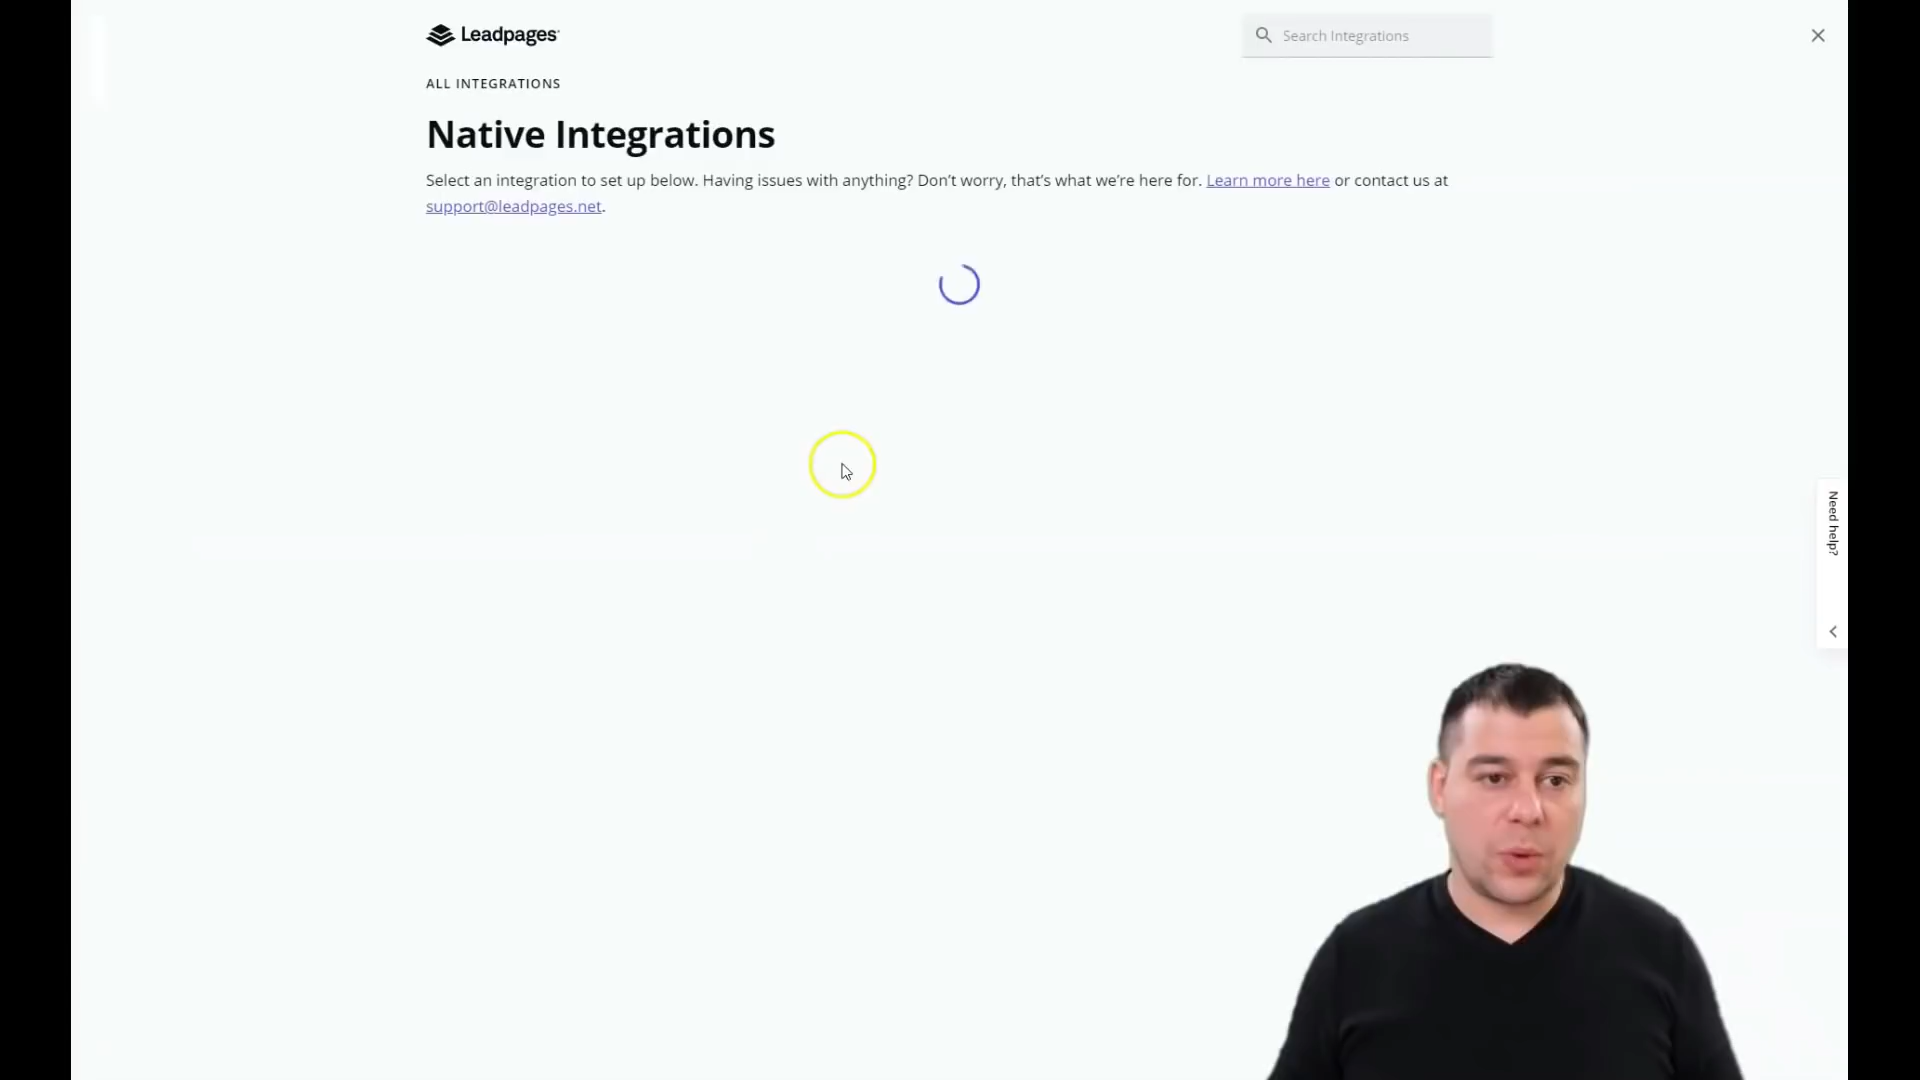 Leadpages
Search Integrations
ALL INTEGRATIONS
Native Integrations
Select an integration to set up below. Having issues with anything? Don't worry, that's what we're here for. Learn more here or contact us at
support@leadpages.net.
Need help?